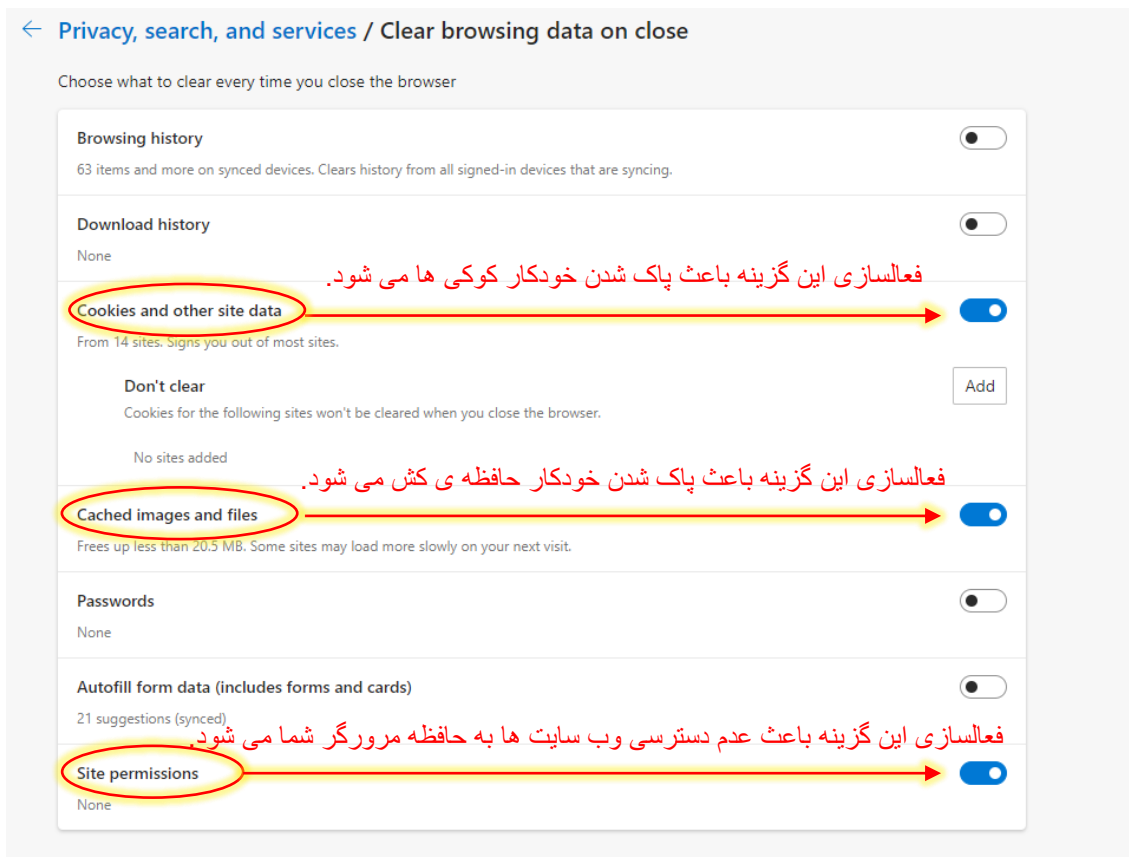 ← Privacy, search, and services / Clear browsing data on close
Choose what to clear every time you close the browser
Browsing history
63 items and more on synced devices. Clears history from all signed-in devices that are syncing.
Download history
None
فعالسازی این گزینه باعث پاک شدن خودکار کوکی ها می شود.
Cookies and other site data
From 14 sites. Signs you out of most sites.
Don't clear
Add
Cookies for the following sites won't be cleared when you close the browser.
No sites added
فعالسازی این گزینه باعث پاک شدن خودکار حافظه ی کش می شود.
Cached images and files
Frees up less than 20.5 MB. Some sites may load more slowly on your next visit.
Passwords
None
Autofill form data (includes forms and cards)
21 suggestions (synced)
فعالسازی این گزینه باعث عدم دسترسی وب سایت ها به حافظه مرورگر شما می شود.
Site permissions
None